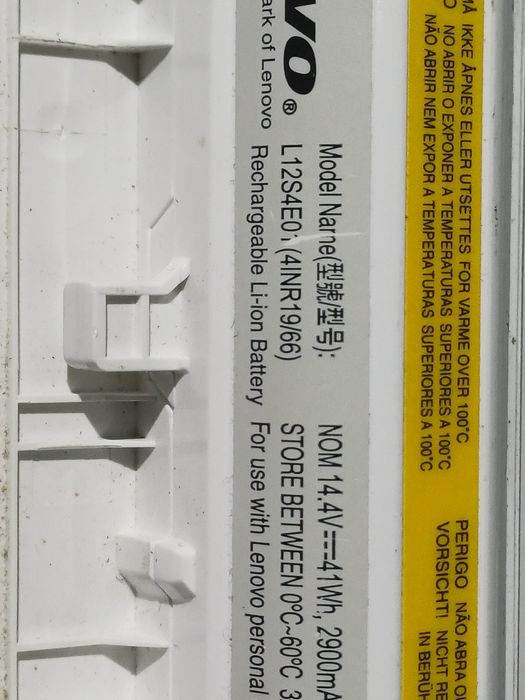 MÅ IKKE ÅPNES ELLER UTSETTES FOR VARME OVER 100°C
NO ABRIR O EXPONER A TEMPERATURAS SUPERIORES A 100°C
NÃO ABRIR NEM EXPOR A TEMPERATURAS SUPERIORES A 100°C
PERIGO NÃO ABRA O
VORSICHT! NICHT RE
IN BERÜH
VO®
ark of Lenovo
Model Name(型號/型号):
L12S4E01 (4INR19/66)
Rechargeable Li-ion Battery
NOM 14.4V⎓41Wh, 2900mA
STORE BETWEEN 0°C~60°C 3
For use with Lenovo personal